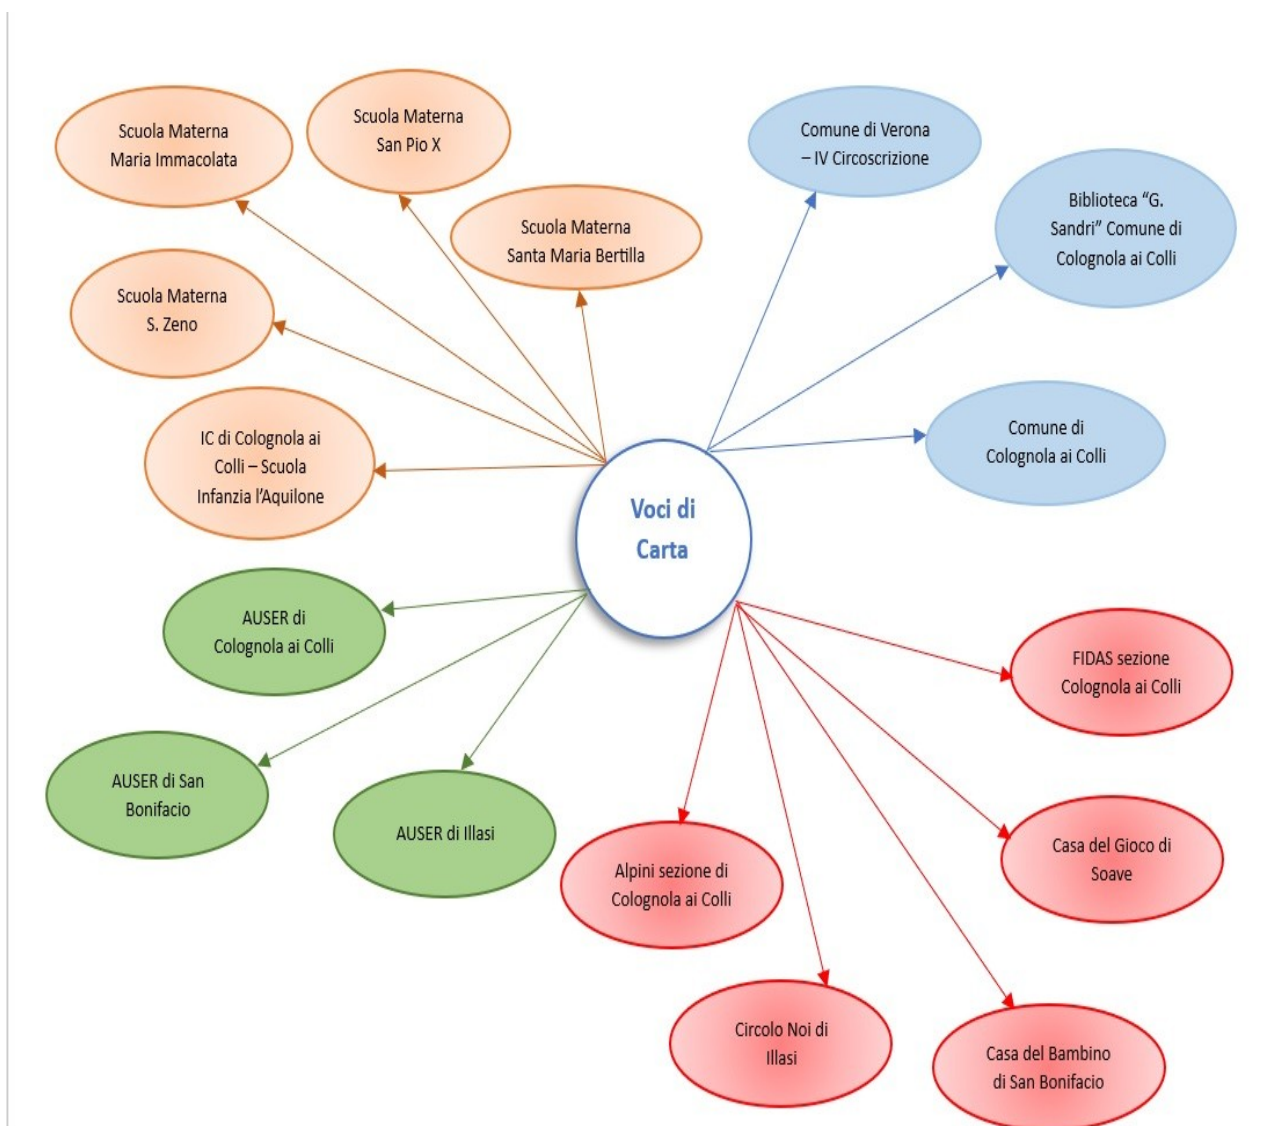 Scuola Materna
Maria Immacolata
Scuola Materna
San Pio X
Scuola Materna
Santa Maria Bertilla
Scuola Materna
S. Zeno
IC di Colognola ai
Colli – Scuola
Infanzia l’Aquilone
Comune di Verona
– IV Circoscrizione
Biblioteca “G.
Sandri” Comune di
Colognola ai Colli
Comune di
Colognola ai Colli
Voci di
Carta
AUSER di
Colognola ai Colli
AUSER di San
Bonifacio
AUSER di Illasi
FIDAS sezione
Colognola ai Colli
Casa del Gioco di
Soave
Alpini sezione di
Colognola ai Colli
Circolo Noi di
Illasi
Casa del Bambino
di San Bonifacio